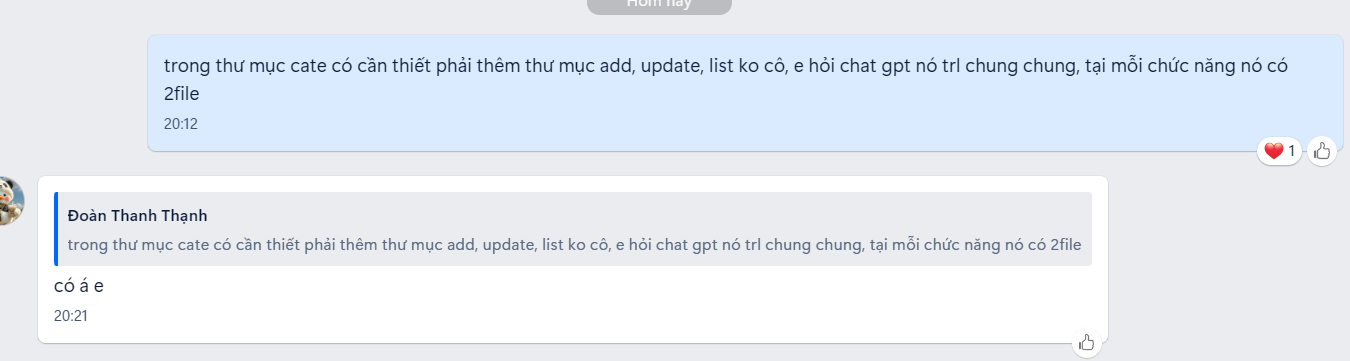 Hôm nay
trong thư mục cate có cần thiết phải thêm thư mục add, update, list ko cô, e hỏi chat gpt nó trl chung chung, tại mỗi chức năng nó có
2file
20:12
1
Đoàn Thanh Thạnh
trong thư mục cate có cần thiết phải thêm thư mục add, update, list ko cô, e hỏi chat gpt nó trl chung chung, tại mỗi chức năng nó có 2file
có á e
20:21